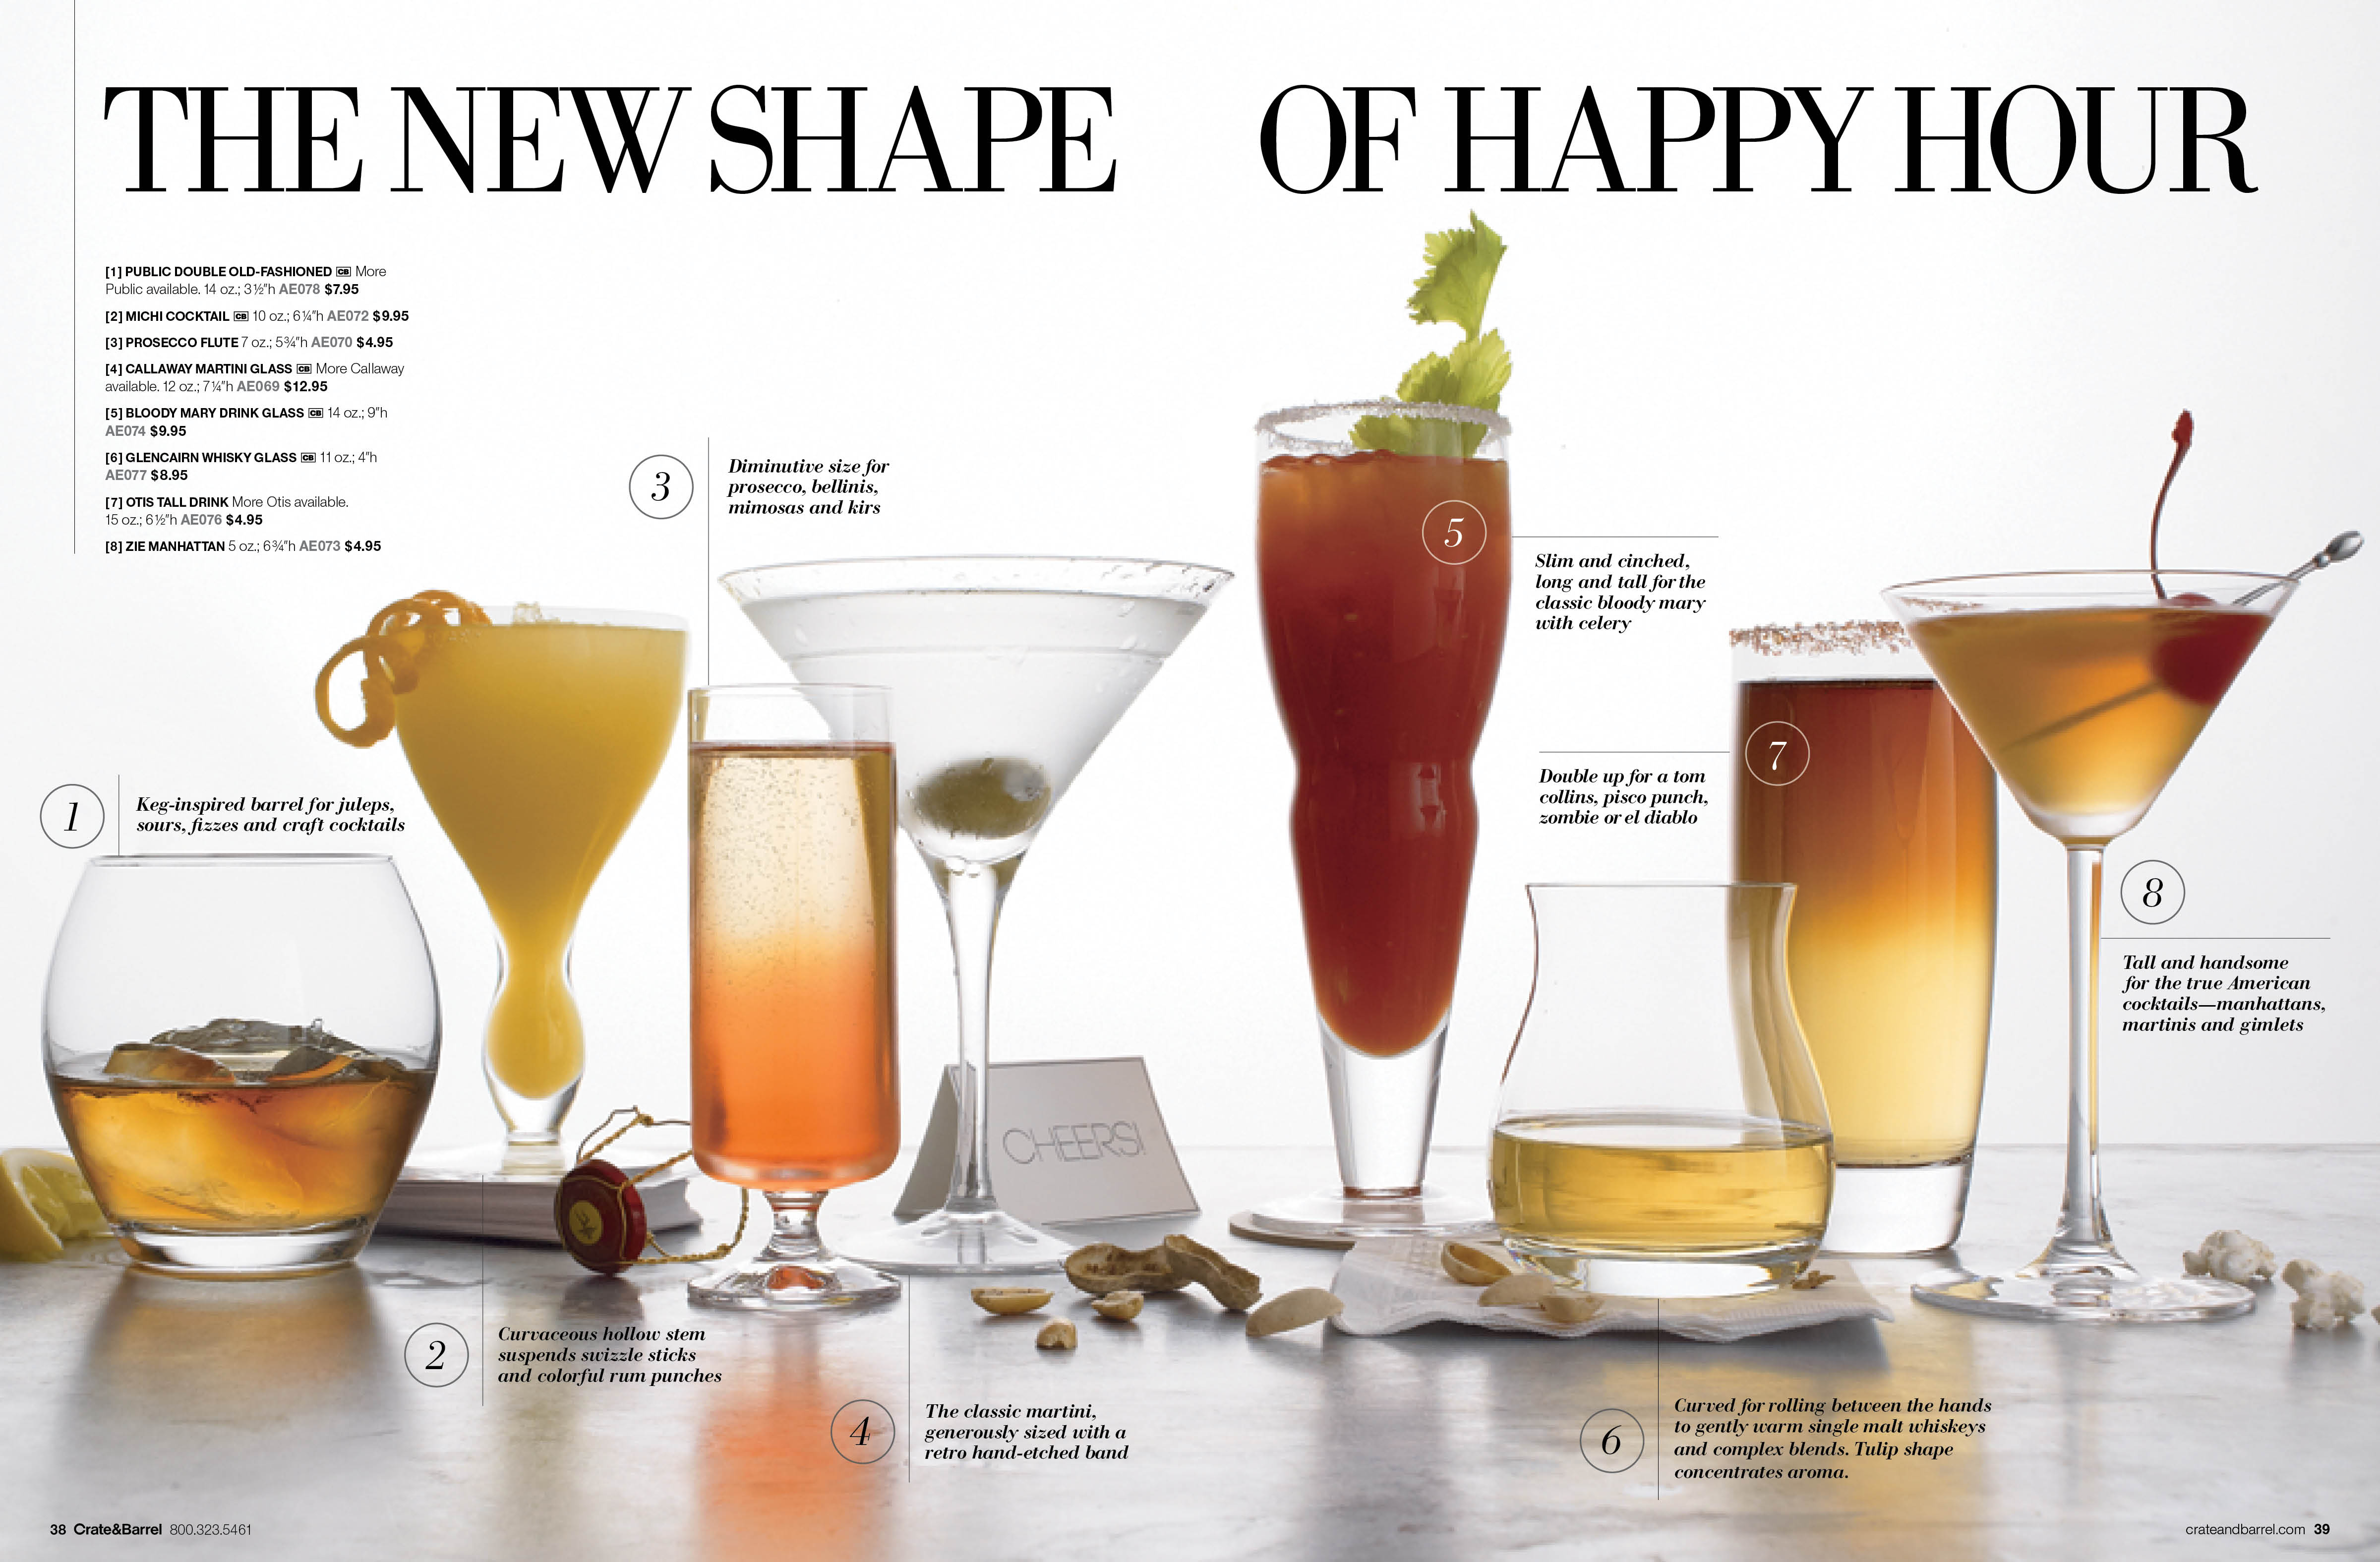 THE NEW SHAPE OF HAPPY HOUR
[1] PUBLIC DOUBLE OLD-FASHIONED CB More
Public available. 14 oz.; 3½"h AE078 $7.95
[2] MICHI COCKTAIL CB 10 oz.; 6¼"h AE072 $9.95
[3] PROSECCO FLUTE 7 oz.; 5¾"h AE070 $4.95
[4] CALLAWAY MARTINI GLASS CB More Callaway
available. 12 oz.; 7¼"h AE069 $12.95
[5] BLOODY MARY DRINK GLASS CB 14 oz.; 9"h
AE074 $9.95
[6] GLENCAIRN WHISKY GLASS CB 11 oz.; 4"h
AE077 $8.95
[7] OTIS TALL DRINK More Otis available.
15 oz.; 6½"h AE076 $4.95
[8] ZIE MANHATTAN 5 oz.; 6¾"h AE073 $4.95
3
Diminutive size for
prosecco, bellinis,
mimosas and kirs
1
Keg-inspired barrel for juleps,
sours, fizzes and craft cocktails
CHEERS!
2
Curvaceous hollow stem
suspends swizzle sticks
and colorful rum punches
4
The classic martini,
generously sized with a
retro hand-etched band
5
Slim and cinched,
long and tall for the
classic bloody mary
with celery
7
Double up for a tom
collins, pisco punch,
zombie or el diablo
8
Tall and handsome
for the true American
cocktails—manhattans,
martinis and gimlets
6
Curved for rolling between the hands
to gently warm single malt whiskeys
and complex blends. Tulip shape
concentrates aroma.
38 Crate&Barrel 800.323.5461
crateandbarrel.com 39